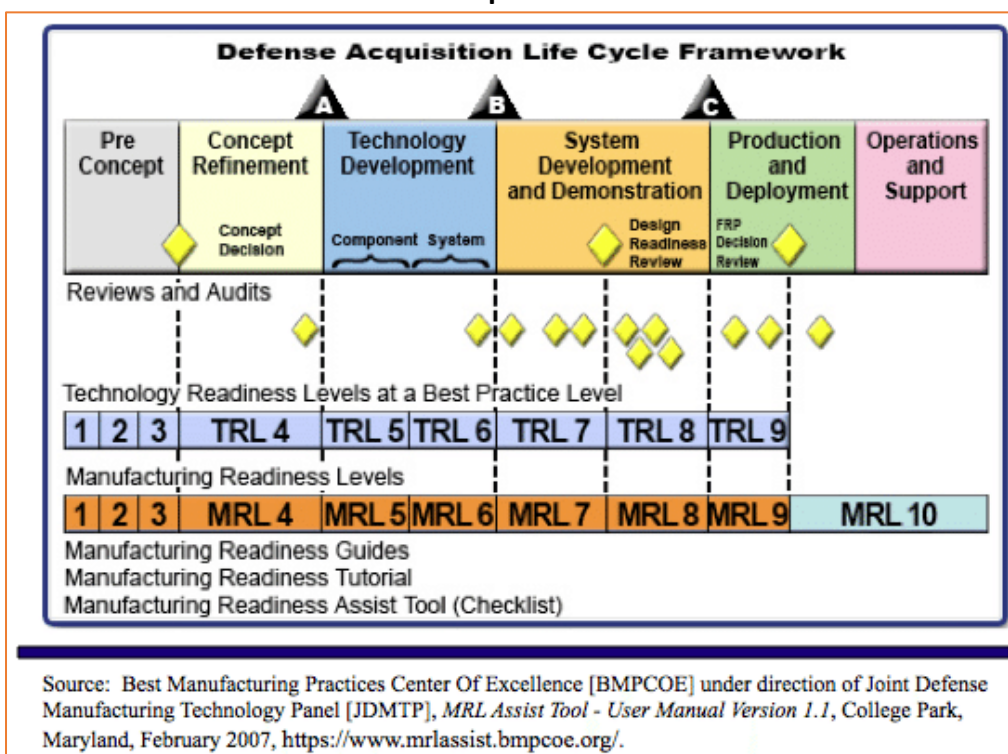 Defense Acquisition Life Cycle Framework
A
B
C
Pre
Concept
Concept
Refinement
Technology
Development
System
Development
and Demonstration
Production
and
Deployment
Operations
and
Support
Concept
Decision
Component System
Design
Readiness
Review
FRP
Decision
Review
Reviews and Audits
Technology Readiness Levels at a Best Practice Level
1 2 3 TRL 4 TRL 5 TRL 6 TRL 7 TRL 8 TRL 9
Manufacturing Readiness Levels
1 2 3 MRL 4 MRL 5 MRL 6 MRL 7 MRL 8 MRL 9 MRL 10
Manufacturing Readiness Guides
Manufacturing Readiness Tutorial
Manufacturing Readiness Assist Tool (Checklist)
Source: Best Manufacturing Practices Center Of Excellence [BMPCOE] under direction of Joint Defense
Manufacturing Technology Panel [JDMTP], MRL Assist Tool - User Manual Version 1.1, College Park,
Maryland, February 2007, https://www.mrlassist.bmpcoe.org/.